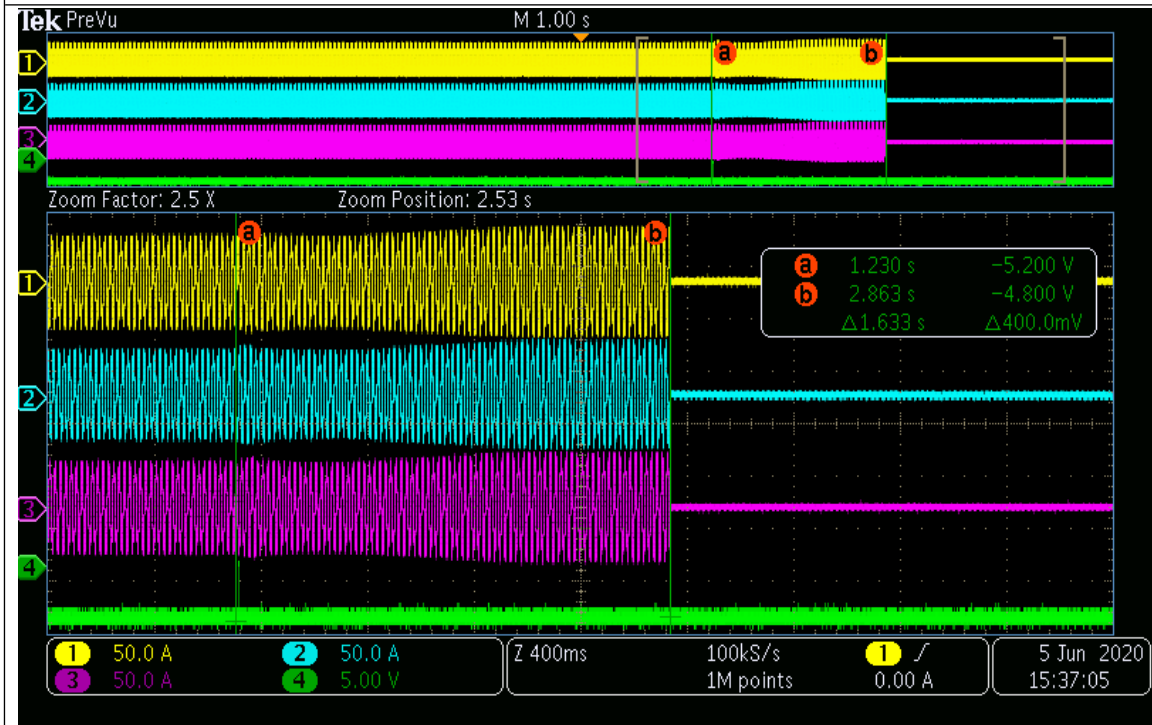 Tek PreVu M 1.00 s
1 a b
2
3
4
Zoom Factor: 2.5 X Zoom Position: 2.53 s
a b
1 a 1.230 s −5.200 V
b 2.863 s −4.800 V
△1.633 s △400.0mV
2
3
4
1 50.0 A 2 50.0 A Z 400ms 100kS/s 1 5 Jun 2020
3 50.0 A 4 5.00 V 1M points 0.00 A 15:37:05